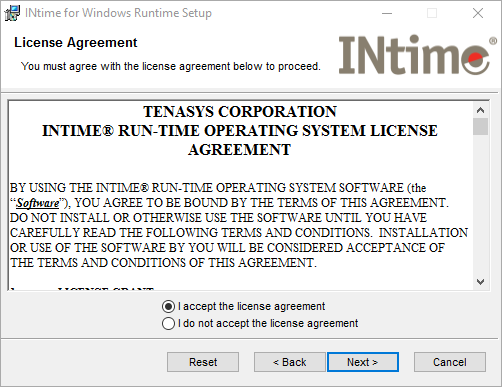 INtime for Windows Runtime Setup
License Agreement
You must agree with the license agreement below to proceed.
INtime®
TENASYS CORPORATION
INTIME® RUN-TIME OPERATING SYSTEM LICENSE
AGREEMENT
BY USING THE INTIME® RUN-TIME OPERATING SYSTEM SOFTWARE (the
“Software”), YOU AGREE TO BE BOUND BY THE TERMS OF THIS AGREEMENT.
DO NOT INSTALL OR OTHERWISE USE THE SOFTWARE UNTIL YOU HAVE
CAREFULLY READ THE FOLLOWING TERMS AND CONDITIONS.  INSTALLATION
OR USE OF THE SOFTWARE BY YOU WILL BE CONSIDERED ACCEPTANCE OF
THE TERMS AND CONDITIONS OF THIS AGREEMENT.
LICENSE GRANT
I accept the license agreement
I do not accept the license agreement
Reset
< Back
Next >
Cancel